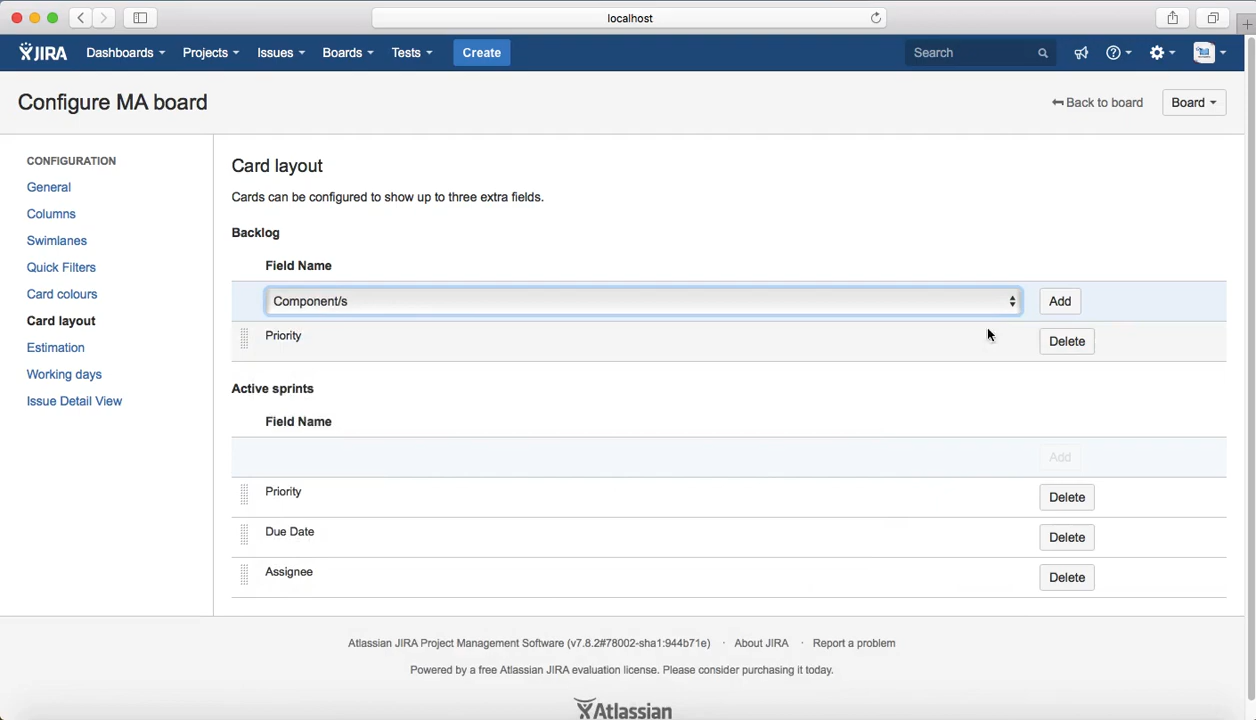 localhost
JIRA Dashboards Projects Issues Boards Tests Create Search
Configure MA board
Back to board Board
CONFIGURATION
General
Columns
Swimlanes
Quick Filters
Card colours
Card layout
Estimation
Working days
Issue Detail View
Card layout
Cards can be configured to show up to three extra fields.
Backlog
Field Name
Component/s Add
Priority Delete
Active sprints
Field Name
Add
Priority Delete
Due Date Delete
Assignee Delete
Atlassian JIRA Project Management Software (v7.8.2#78002-sha1:944b71e) · About JIRA · Report a problem
Powered by a free Atlassian JIRA evaluation license. Please consider purchasing it today.
Atlassian